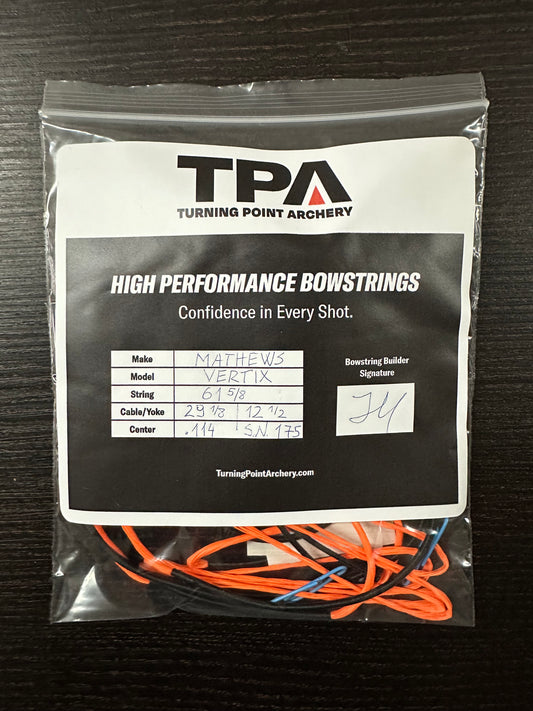 TPA
TURNING POINT ARCHERY
HIGH PERFORMANCE BOWSTRINGS
Confidence in Every Shot.
Make MATHEWS
Model VERTIX
String 61 5/8
Cable/Yoke 29 1/8 | 12 1/2
Center .114 S.N. 175
Bowstring Builder
Signature
TurningPointArchery.com